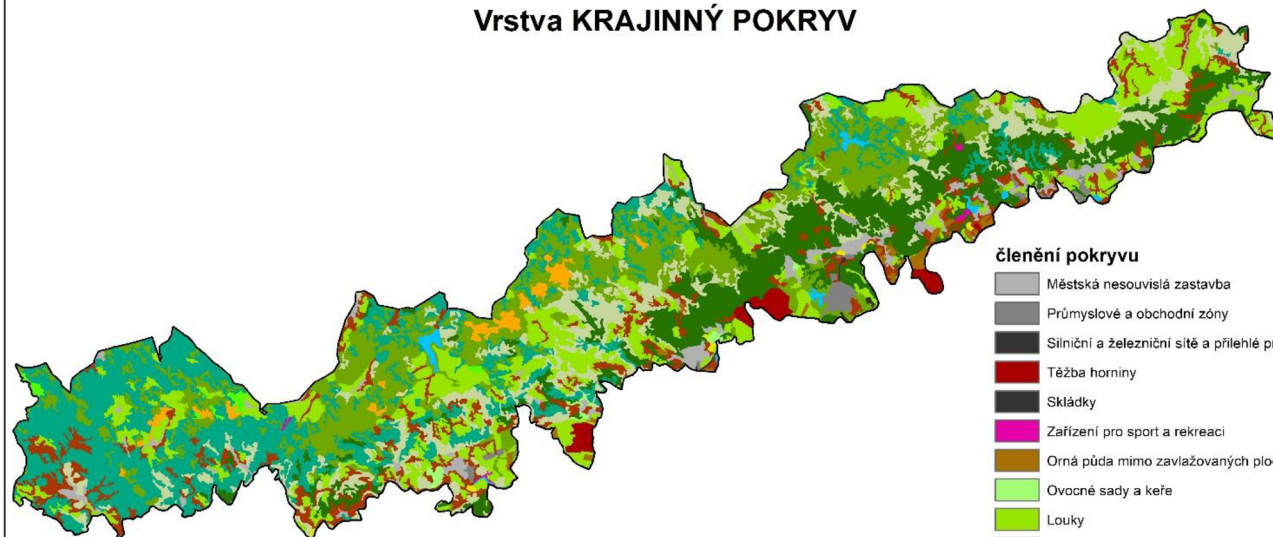 Vrstva KRAJINNÝ POKRYV
členění pokryvu
Městská nesouvislá zastavba
Průmyslové a obchodní zóny
Silniční a železniční sítě a přilehlé
Těžba horniny
Skládky
Zařízení pro sport a rekreaci
Orná půda mimo zavlažovaných
Ovocné sady a keře
Louky